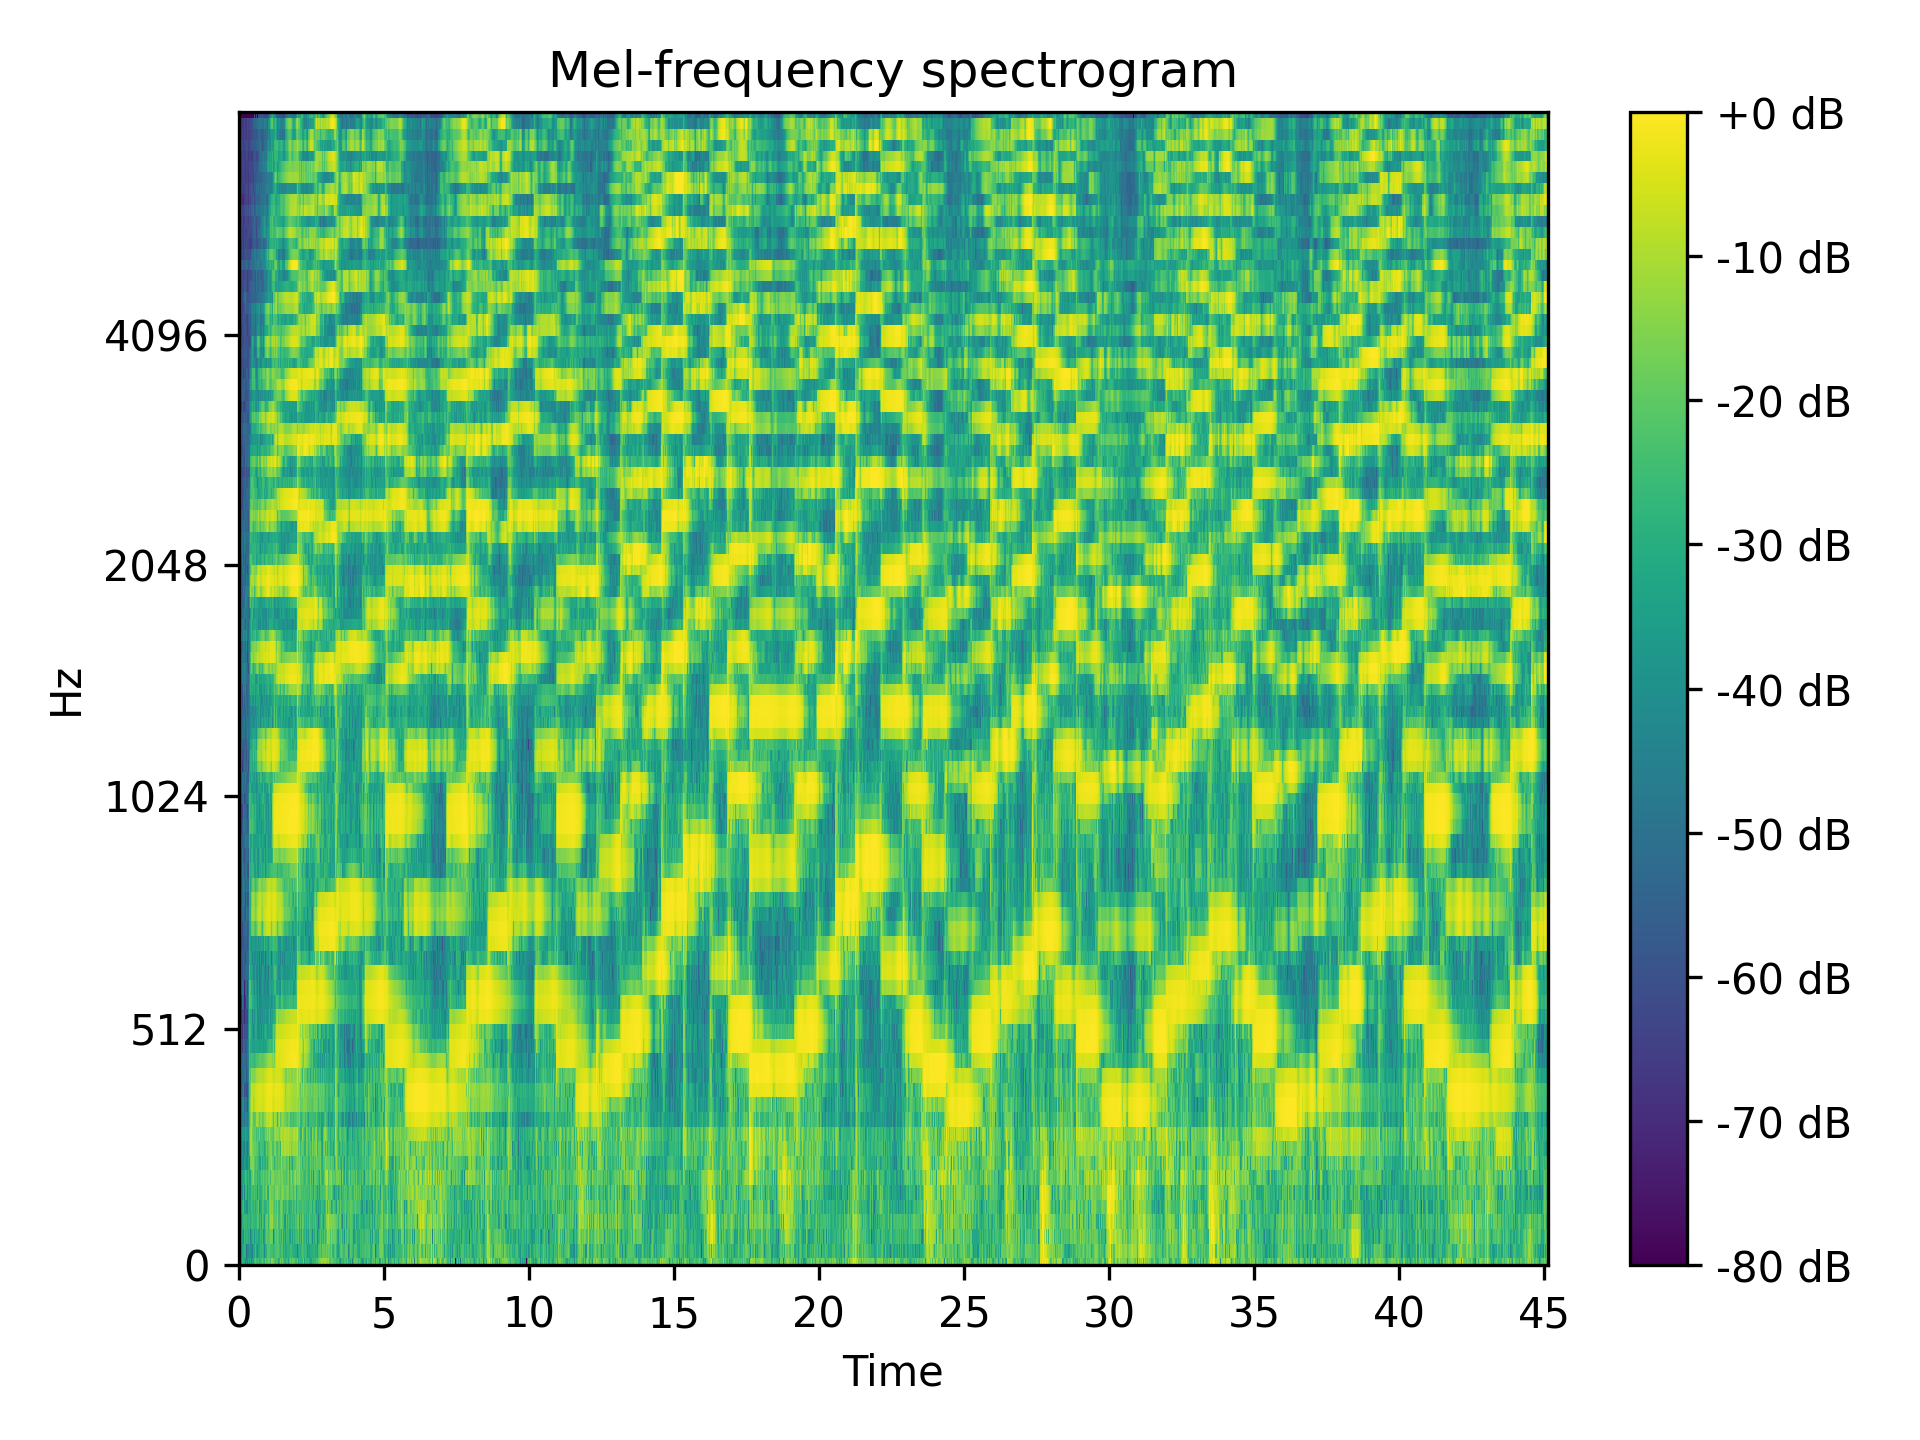 Mel-frequency spectrogram
+0 dB
-10 dB
4096
-20 dB
-30 dB
2048
Hz
-40 dB
1024
-50 dB
-60 dB
512
-70 dB
0
-80 dB
0 5 10 15 20 25 30 35 40 45
Time